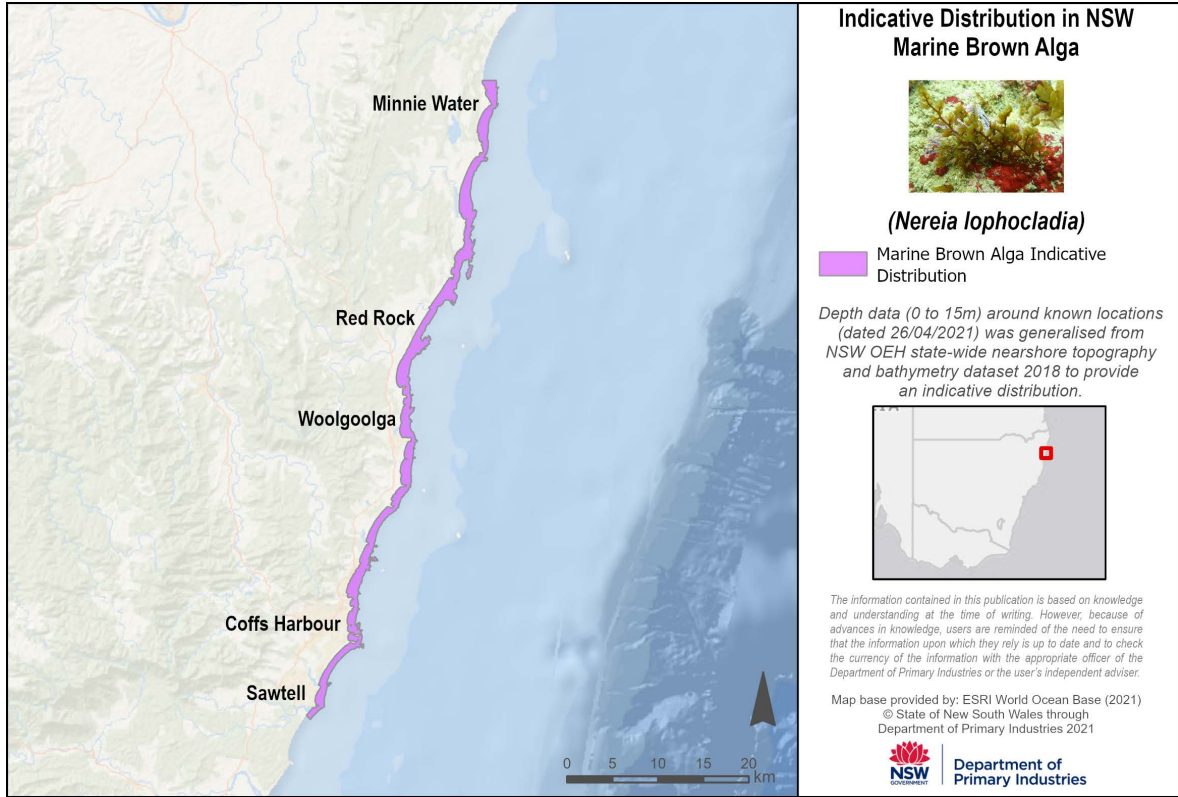 Indicative Distribution in NSW
Marine Brown Alga
(Nereia lophocladia)
Marine Brown Alga Indicative
Distribution
Depth data (0 to 15m) around known locations
(dated 26/04/2021) was generalised from
NSW OEH state-wide nearshore topography
and bathymetry dataset 2018 to provide
an indicative distribution.
The information contained in this publication is based on knowledge
and understanding at the time of writing. However, because of
advances in knowledge, users are reminded of the need to ensure
that the information upon which they rely is up to date and to check
the currency of the information with the appropriate officer of the
Department of Primary Industries or the user's independent adviser.
Map base provided by: ESRI World Ocean Base (2021)
© State of New South Wales through
Department of Primary Industries 2021
NSW
GOVERNMENT
Department of
Primary Industries
Minnie Water
Red Rock
Woolgoolga
Coffs Harbour
Sawtell
0 5 10 15 20
km